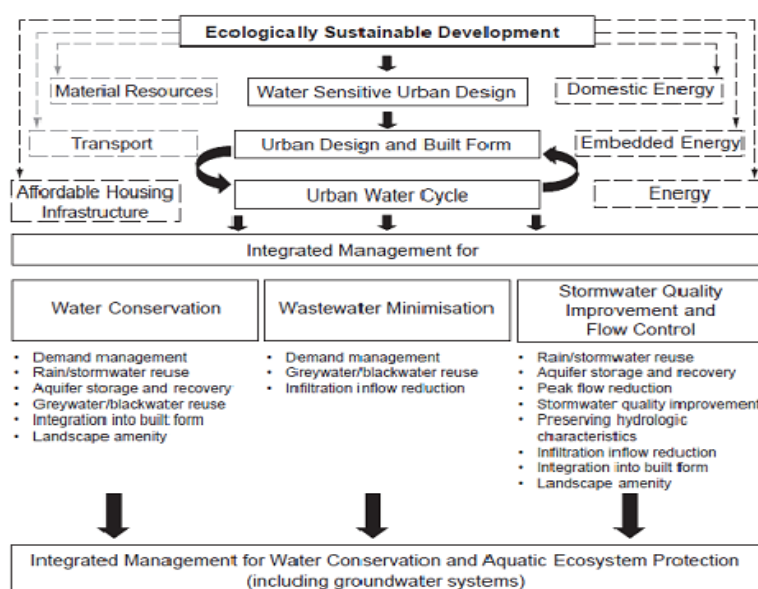 Ecologically Sustainable Development
Material Resources
Water Sensitive Urban Design
Domestic Energy
Transport
Urban Design and Built Form
Embedded Energy
Affordable Housing
Infrastructure
Urban Water Cycle
Energy
Integrated Management for
Water Conservation
• Demand management
• Rain/stormwater reuse
• Aquifer storage and recovery
• Greywater/blackwater reuse
• Integration into built form
• Landscape amenity
Wastewater Minimisation
• Demand management
• Greywater/blackwater reuse
• Infiltration inflow reduction
Stormwater Quality
Improvement and
Flow Control
• Rain/stormwater reuse
• Aquifer storage and recovery
• Peak flow reduction
• Stormwater quality improvement
• Preserving hydrologic
characteristics
• Infiltration inflow reduction
• Integration into built form
• Landscape amenity
Integrated Management for Water Conservation and Aquatic Ecosystem Protection
(including groundwater systems)